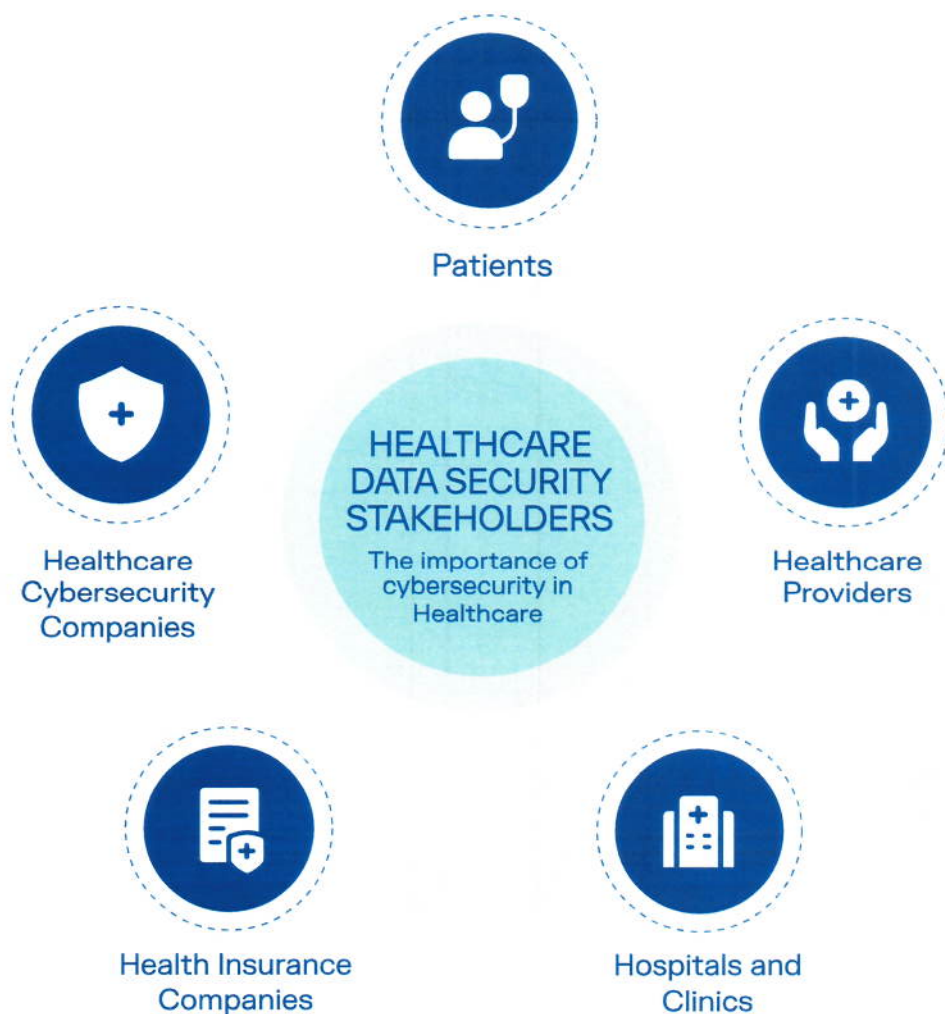 Patients
HEALTHCARE
DATA SECURITY
STAKEHOLDERS
The importance of
cybersecurity in
Healthcare
Healthcare
Cybersecurity
Companies
Healthcare
Providers
Health Insurance
Companies
Hospitals and
Clinics